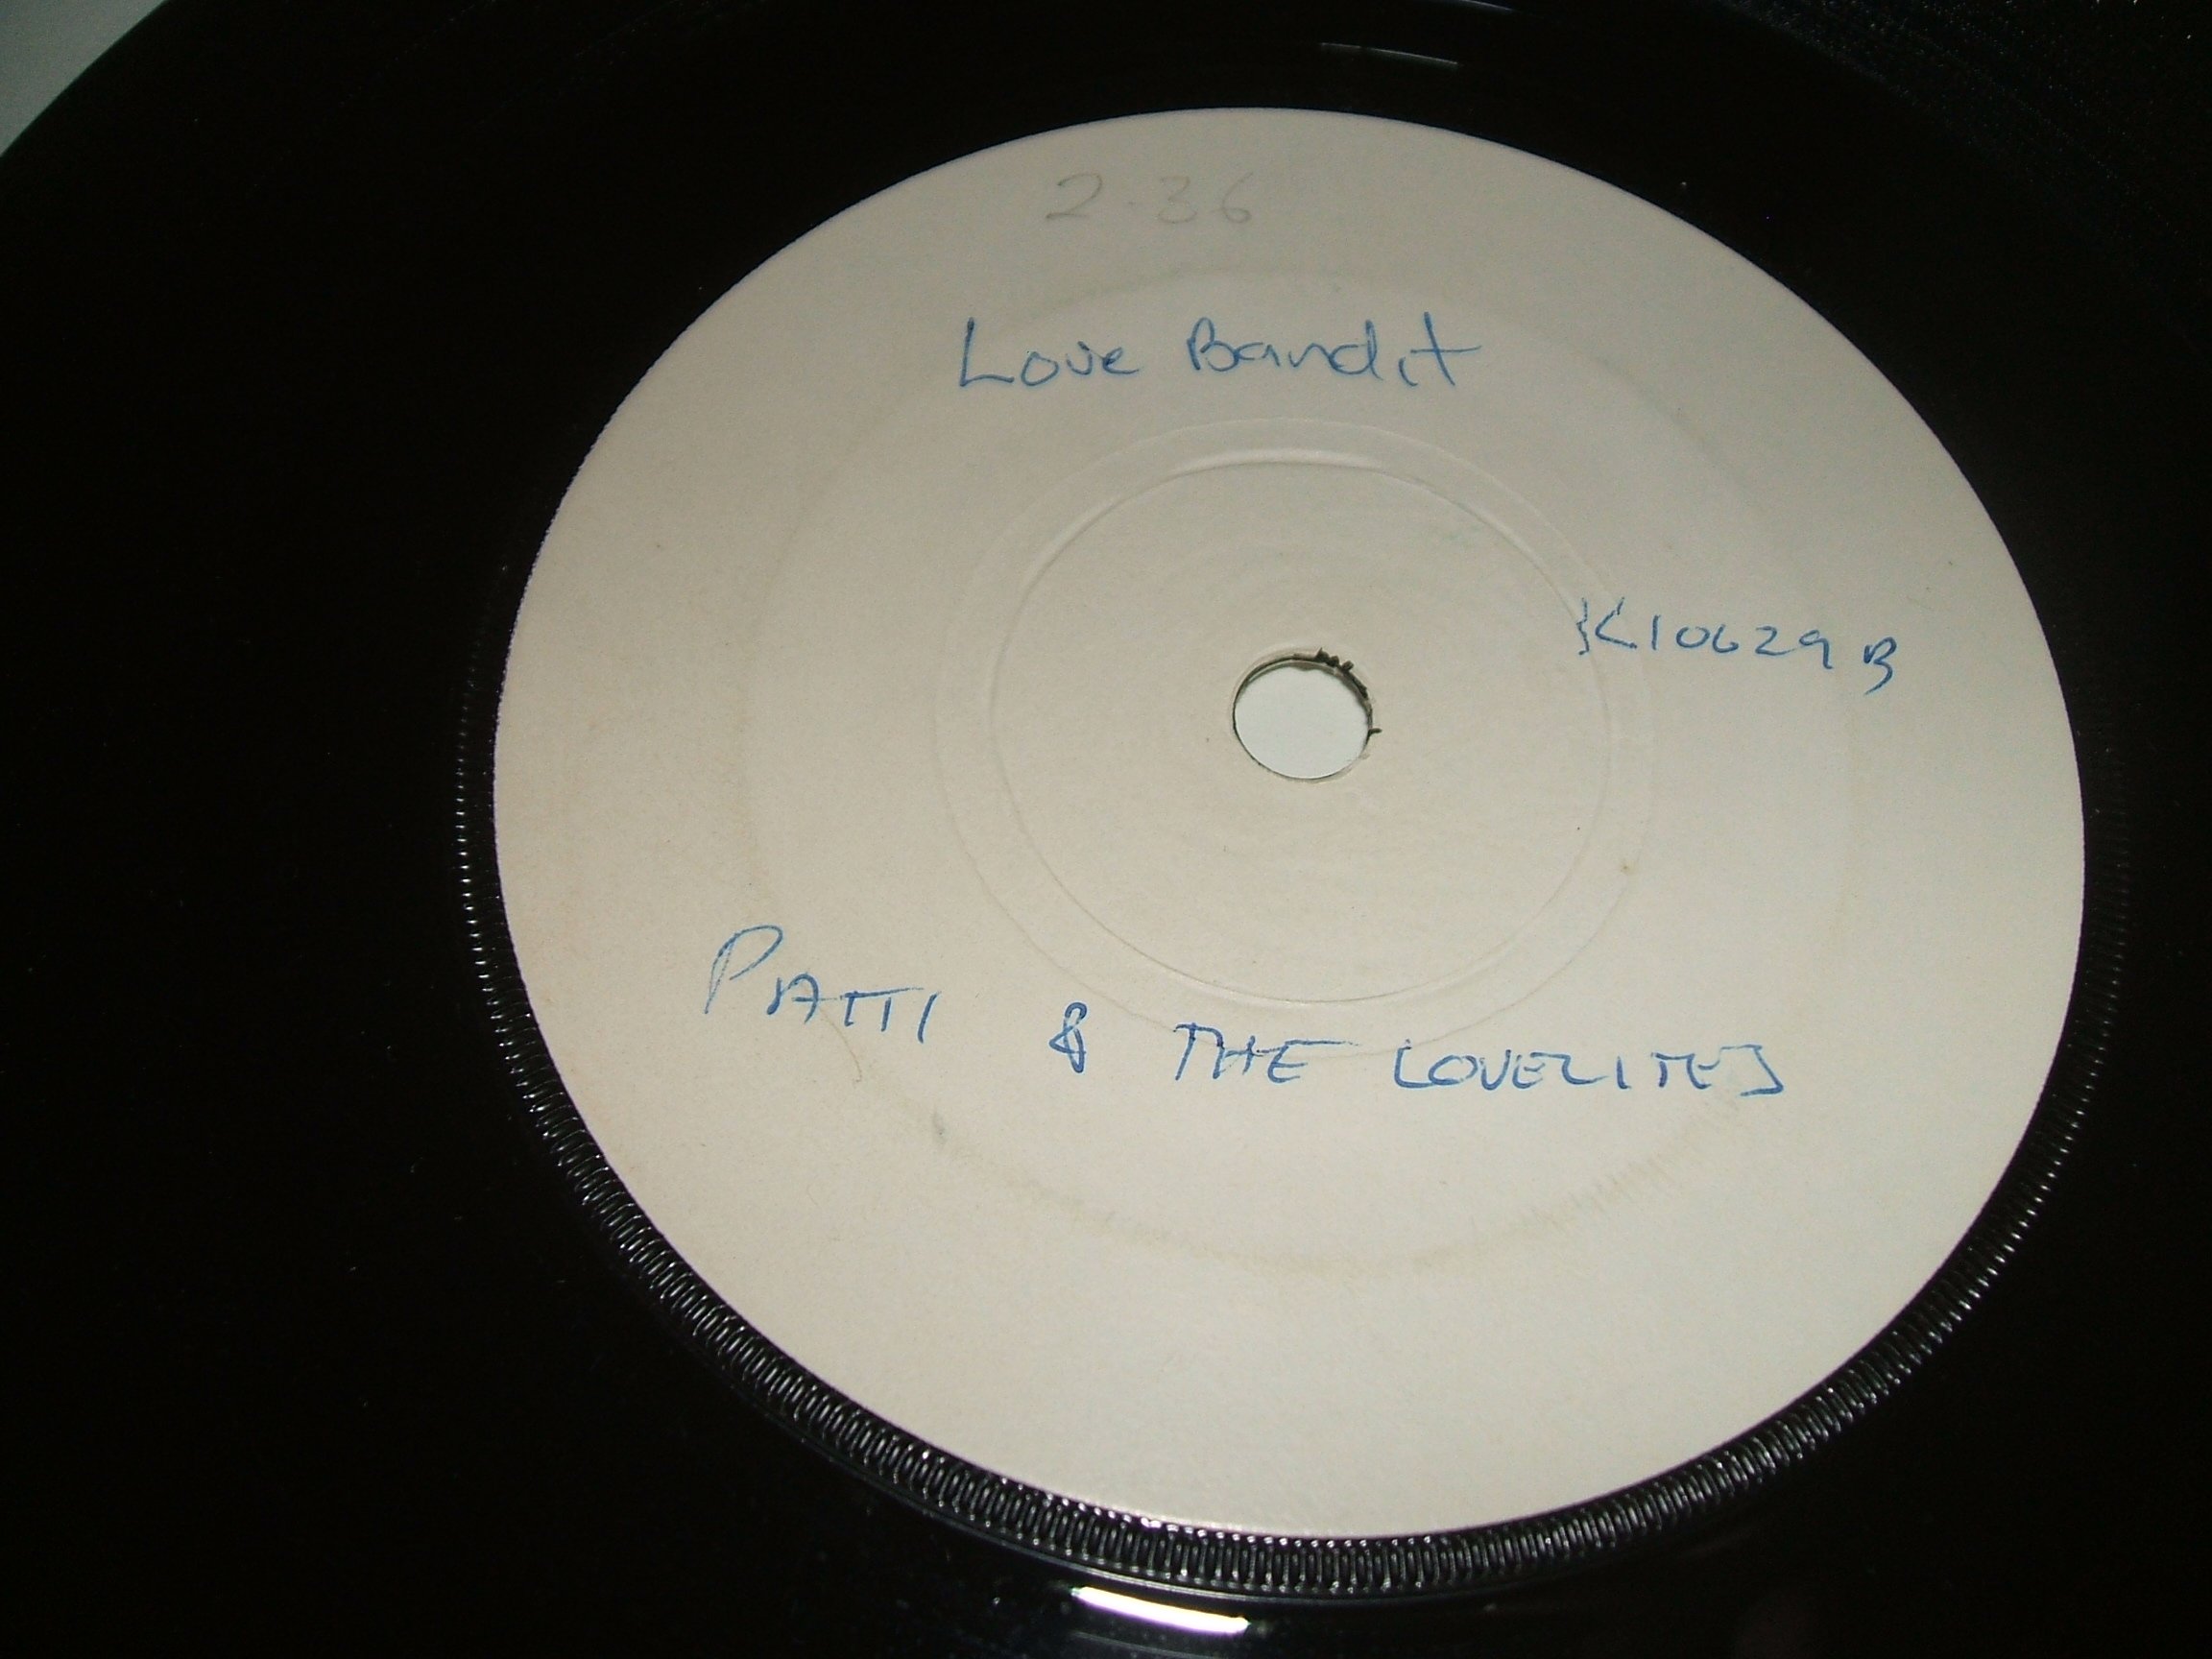 2.36
Love Bandit
K10629 B
PATTI & THE LOVELITES